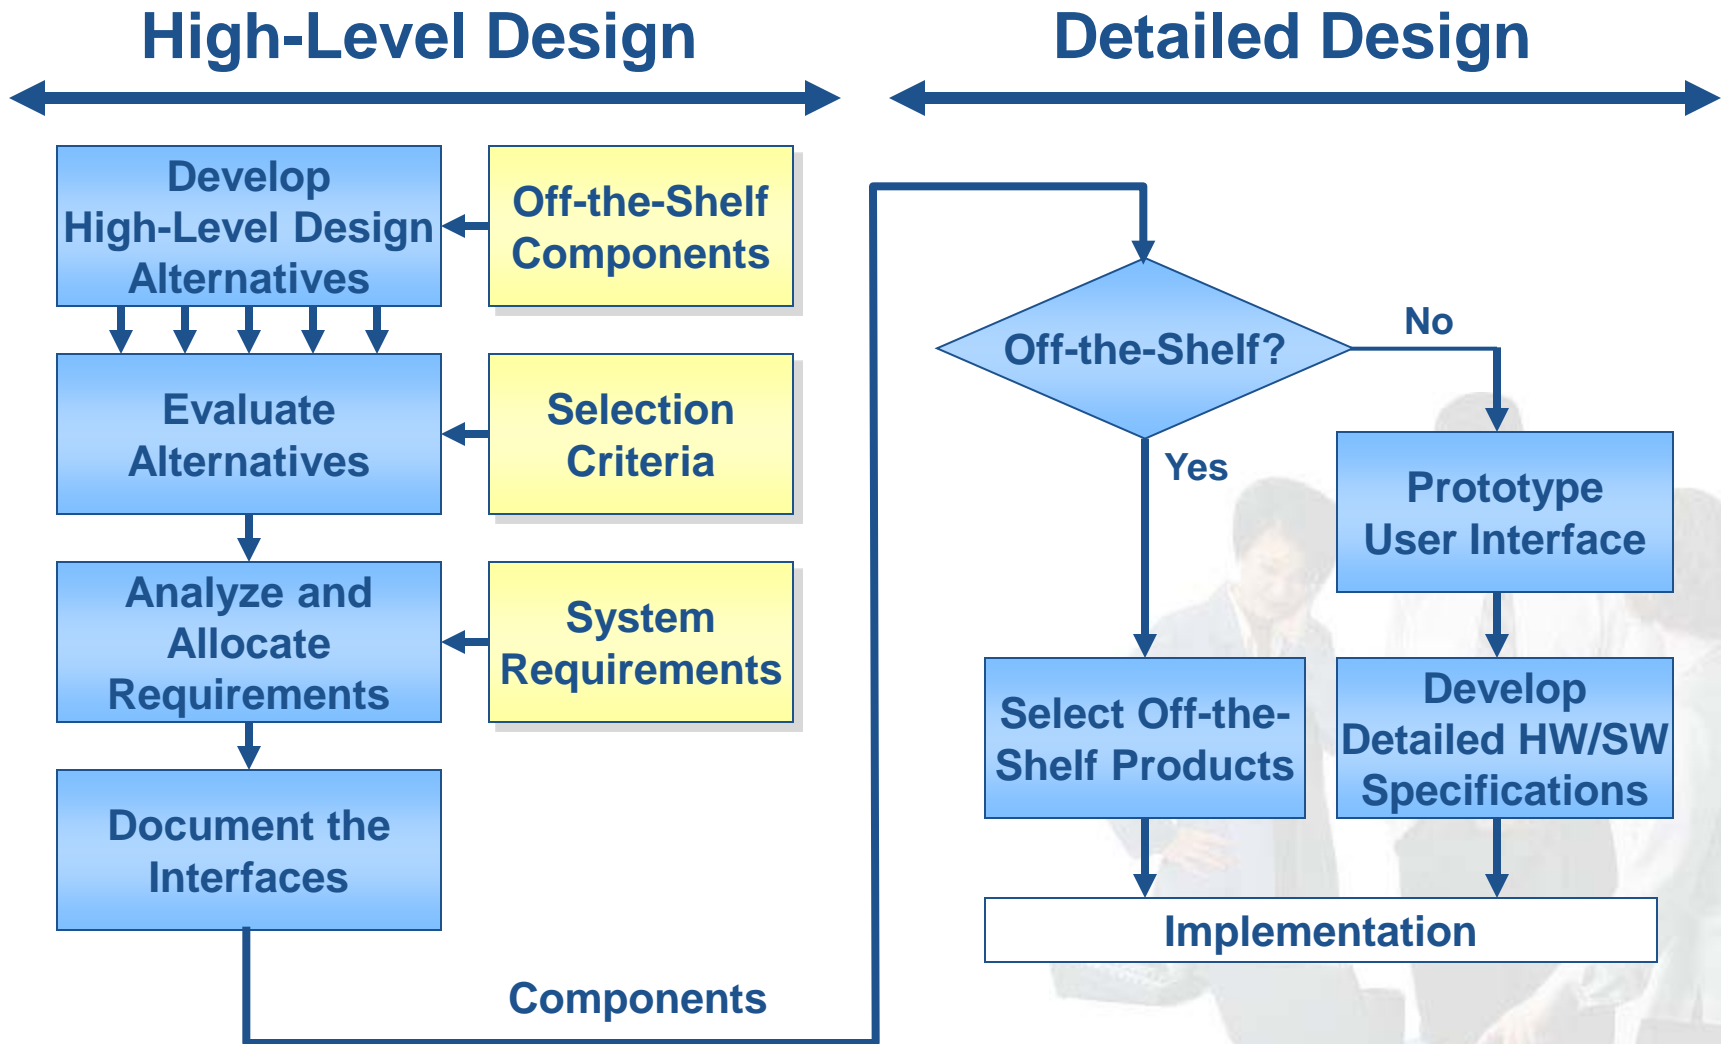 High-Level Design
Detailed Design
Develop
High-Level Design
Alternatives
Off-the-Shelf
Components
Evaluate
Alternatives
Selection
Criteria
Analyze and
Allocate
Requirements
System
Requirements
Document the
Interfaces
Components
Off-the-Shelf?
No
Yes
Prototype
User Interface
Select Off-the-
Shelf Products
Develop
Detailed HW/SW
Specifications
Implementation